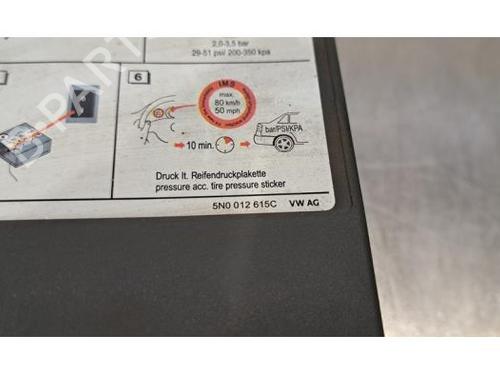 2,0-3,5 bar
29-51 psi/ 200-350 kpa
6
IMS
max.
80 km/h
50 mph
10 min.
bar/PSI/KPA
Druck lt. Reifendruckplakette
pressure acc. tire pressure sticker
5N0 012 615C VW AG